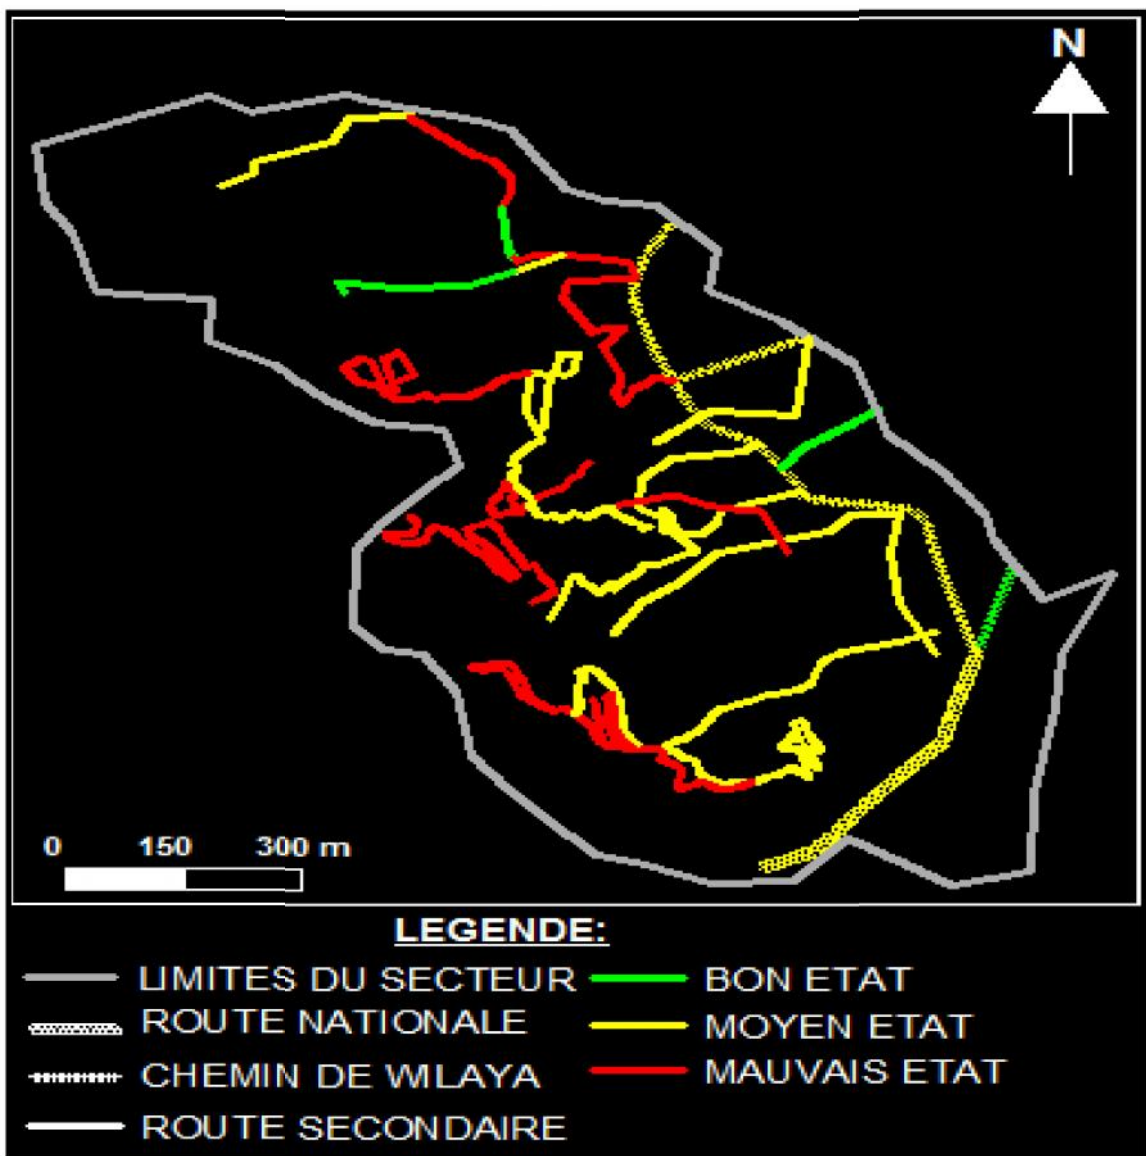 N
0 150 300 m
LEGENDE:
LIMITES DU SECTEUR BON ETAT
ROUTE NATIONALE MOYEN ETAT
CHEMIN DE WILAYA MAUVAIS ETAT
ROUTE SECONDAIRE